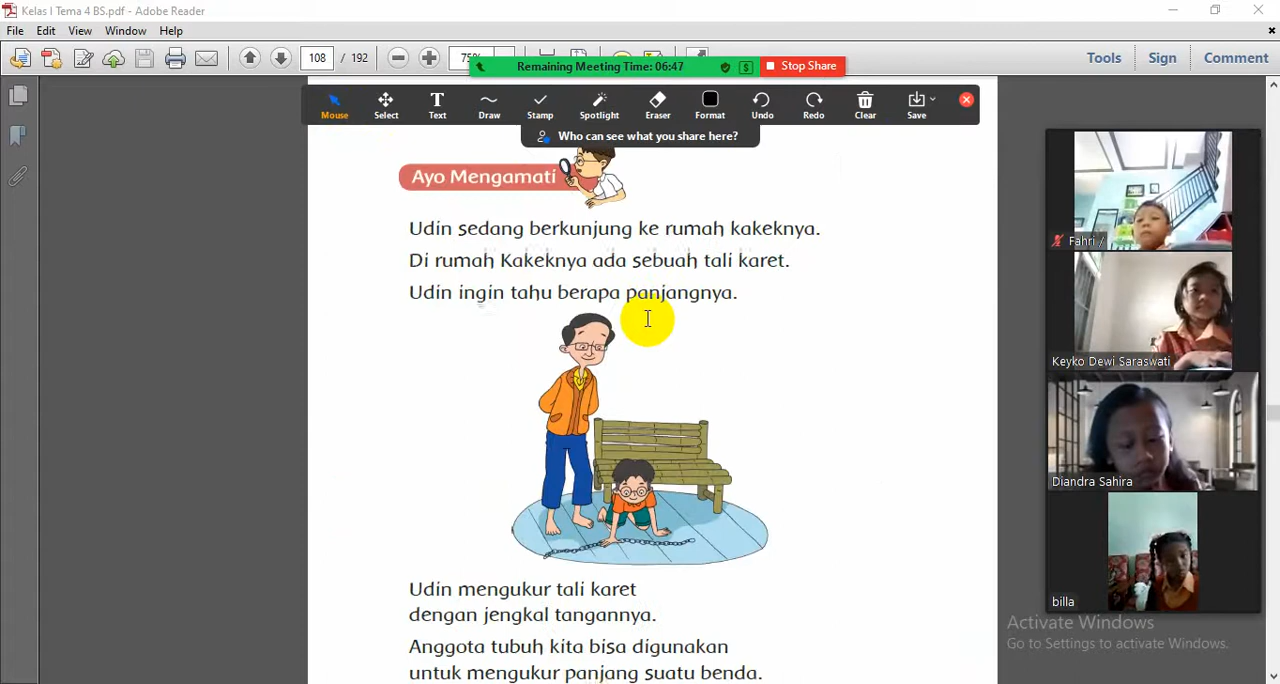 Kelas I Tema 4 BS.pdf - Adobe Reader
File Edit View Window Help
108 / 192
75%
Tools Sign Comment
Remaining Meeting Time: 06:47
Stop Share
Mouse Select Text Draw Stamp Spotlight Eraser Format Undo Redo Clear Save
Who can see what you share here?
Ayo Mengamati
Udin sedang berkunjung ke rumah kakeknya.
Di rumah Kakeknya ada sebuah tali karet.
Udin ingin tahu berapa panjangnya.
Udin mengukur tali karet
dengan jengkal tangannya.
Anggota tubuh kita bisa digunakan
untuk mengukur panjang suatu benda.
Fahri /
Keyko Dewi Saraswati
Diandra Sahira
billa
Activate Windows
Go to Settings to activate Windows.